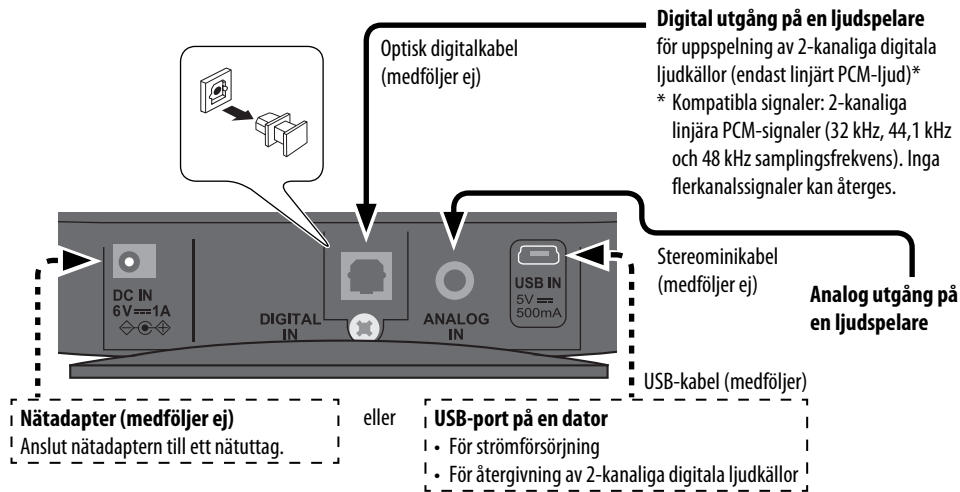 Digital utgång på en ljudspelare
för uppspelning av 2-kanaliga digitala
ljudkällor (endast linjärt PCM-ljud)*
* Kompatibla signaler: 2-kanaliga
linjära PCM-signaler (32 kHz, 44,1 kHz
och 48 kHz samplingsfrekvens). Inga
flerkanalssignaler kan återges.
Optisk digitalkabel
(medföljer ej)
DC IN
6V 1A
DIGITAL
IN
ANALOG
IN
USB IN
5V
500mA
Stereominikabel
(medföljer ej)
Analog utgång på
en ljudspelare
USB-kabel (medföljer)
Nätadapter (medföljer ej)
Anslut nätadaptern till ett nätuttag.
eller
USB-port på en dator
• För strömförsörjning
• För återgivning av 2-kanaliga digitala ljudkällor